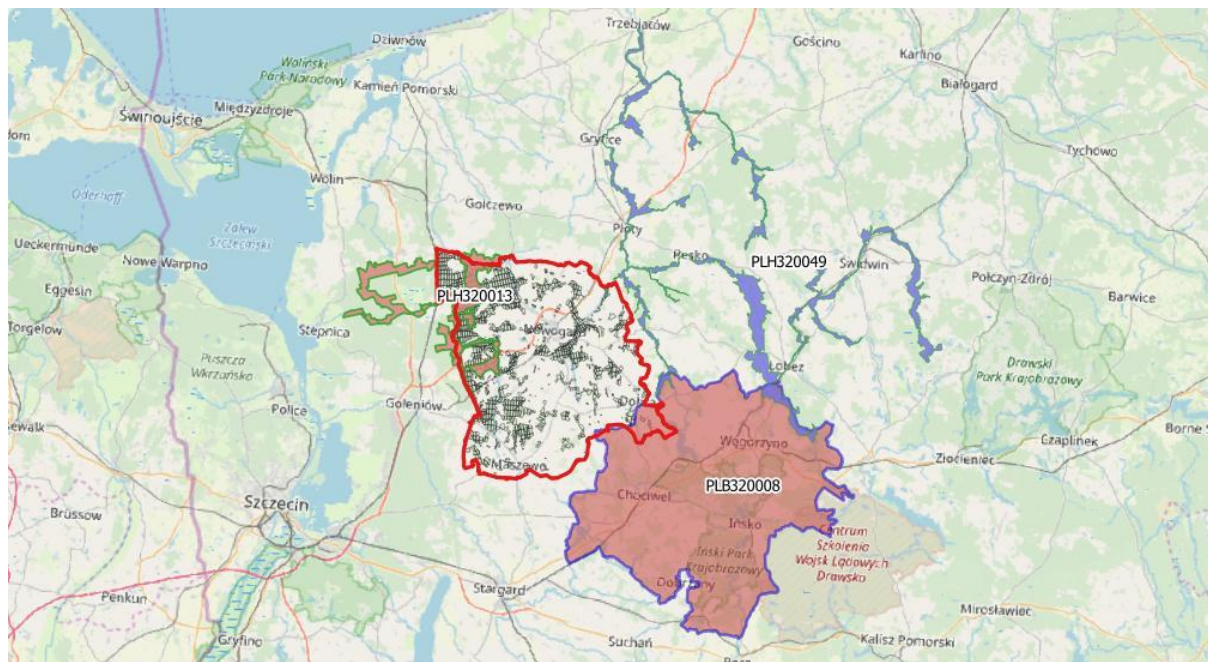 Trzebiatów
Gościno
Dziwnów
Karlino
Woliński
Park Narodowy
Kamień Pomorski
Białogard
Międzyzdroje
Świnoujście
Gryfice
Tychowo
Wolin
Oderhaff
Golczewo
Zalew
Szczeciński
Płoty
Ueckermünde
Nowe Warpno
Resko
PLH320049
Świdwin
Połczyn-Zdrój
Eggesin
PLH320013
Barwice
Torgelow
Stepnica
Nowogard
Puszcza
Wkrzańska
Drawski
Park Krajobrazowy
Łobez
Police
Goleniów
Węgorzyno
Czaplinek
Borne S
Maszewo
Złocieniec
PLB320008
Chociwel
Szczecin
Brüssow
Ińsko
Centrum
Szkolenia
Wojsk Lądowych
Drawsko
Iński Park
Krajobrazowy
Dobrzany
Stargard
Penkun
Mirosławiec
Gryfino
Suchań
Kalisz Pomorski